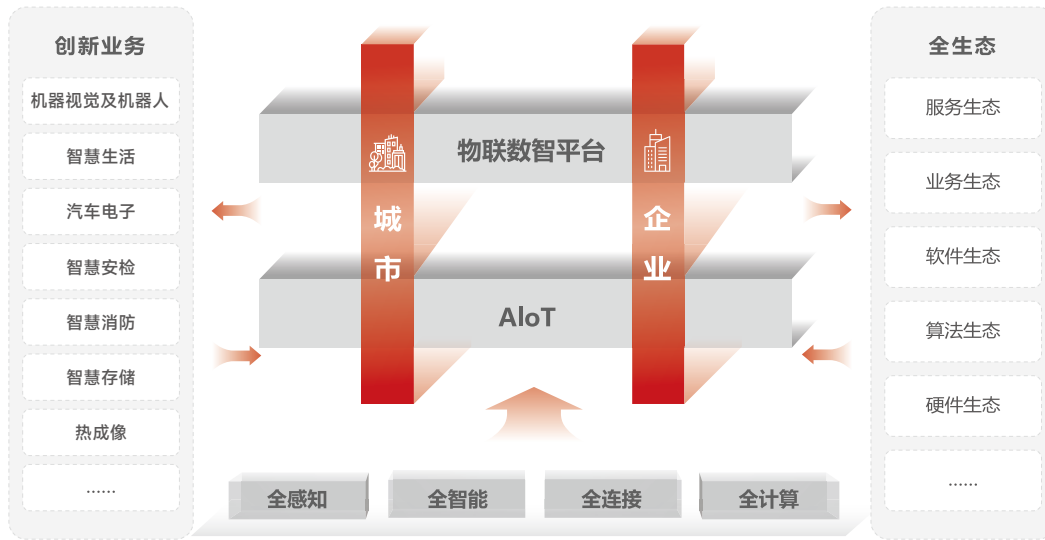 创新业务
机器视觉及机器人
智慧生活
汽车电子
智慧安检
智慧消防
智慧存储
热成像
......
物联数智平台
城市
企业
AIoT
全感知
全智能
全连接
全计算
全生态
服务生态
业务生态
软件生态
算法生态
硬件生态
......